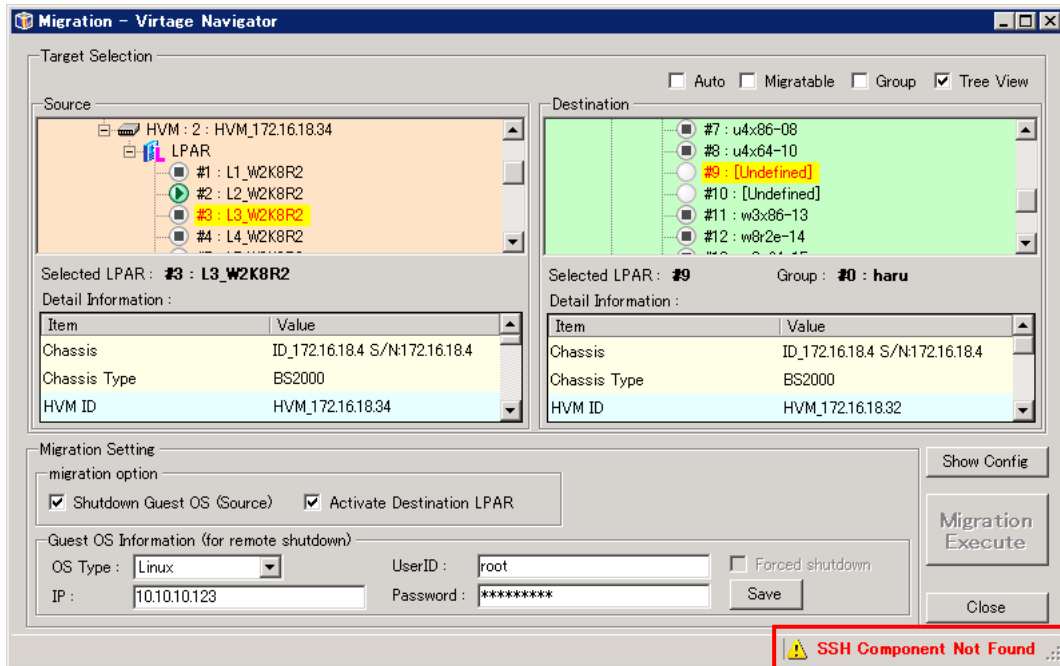 Migration - Virtage Navigator
Target Selection
Auto Migratable Group Tree View
Source
HVM : 2 : HVM_172.16.18.34
LPAR
#1 : L1_W2K8R2
#2 : L2_W2K8R2
#3 : L3_W2K8R2
#4 : L4_W2K8R2
Selected LPAR : #3 : L3_W2K8R2
Detail Information :
Item Value
Chassis ID_172.16.18.4 S/N:172.16.18.4
Chassis Type BS2000
HVM ID HVM_172.16.18.34
Destination
#7 : u4x86-08
#8 : u4x64-10
#9 : [Undefined]
#10 : [Undefined]
#11 : w3x86-13
#12 : w8r2e-14
Selected LPAR : #9 Group : #0 : haru
Detail Information :
Item Value
Chassis ID_172.16.18.4 S/N:172.16.18.4
Chassis Type BS2000
HVM ID HVM_172.16.18.32
Migration Setting
migration option
Shutdown Guest OS (Source) Activate Destination LPAR
Guest OS Information (for remote shutdown)
OS Type : Linux UserID : root Forced shutdown
IP : 10.10.10.123 Password : ********* Save
Show Config
Migration
Execute
Close
SSH Component Not Found